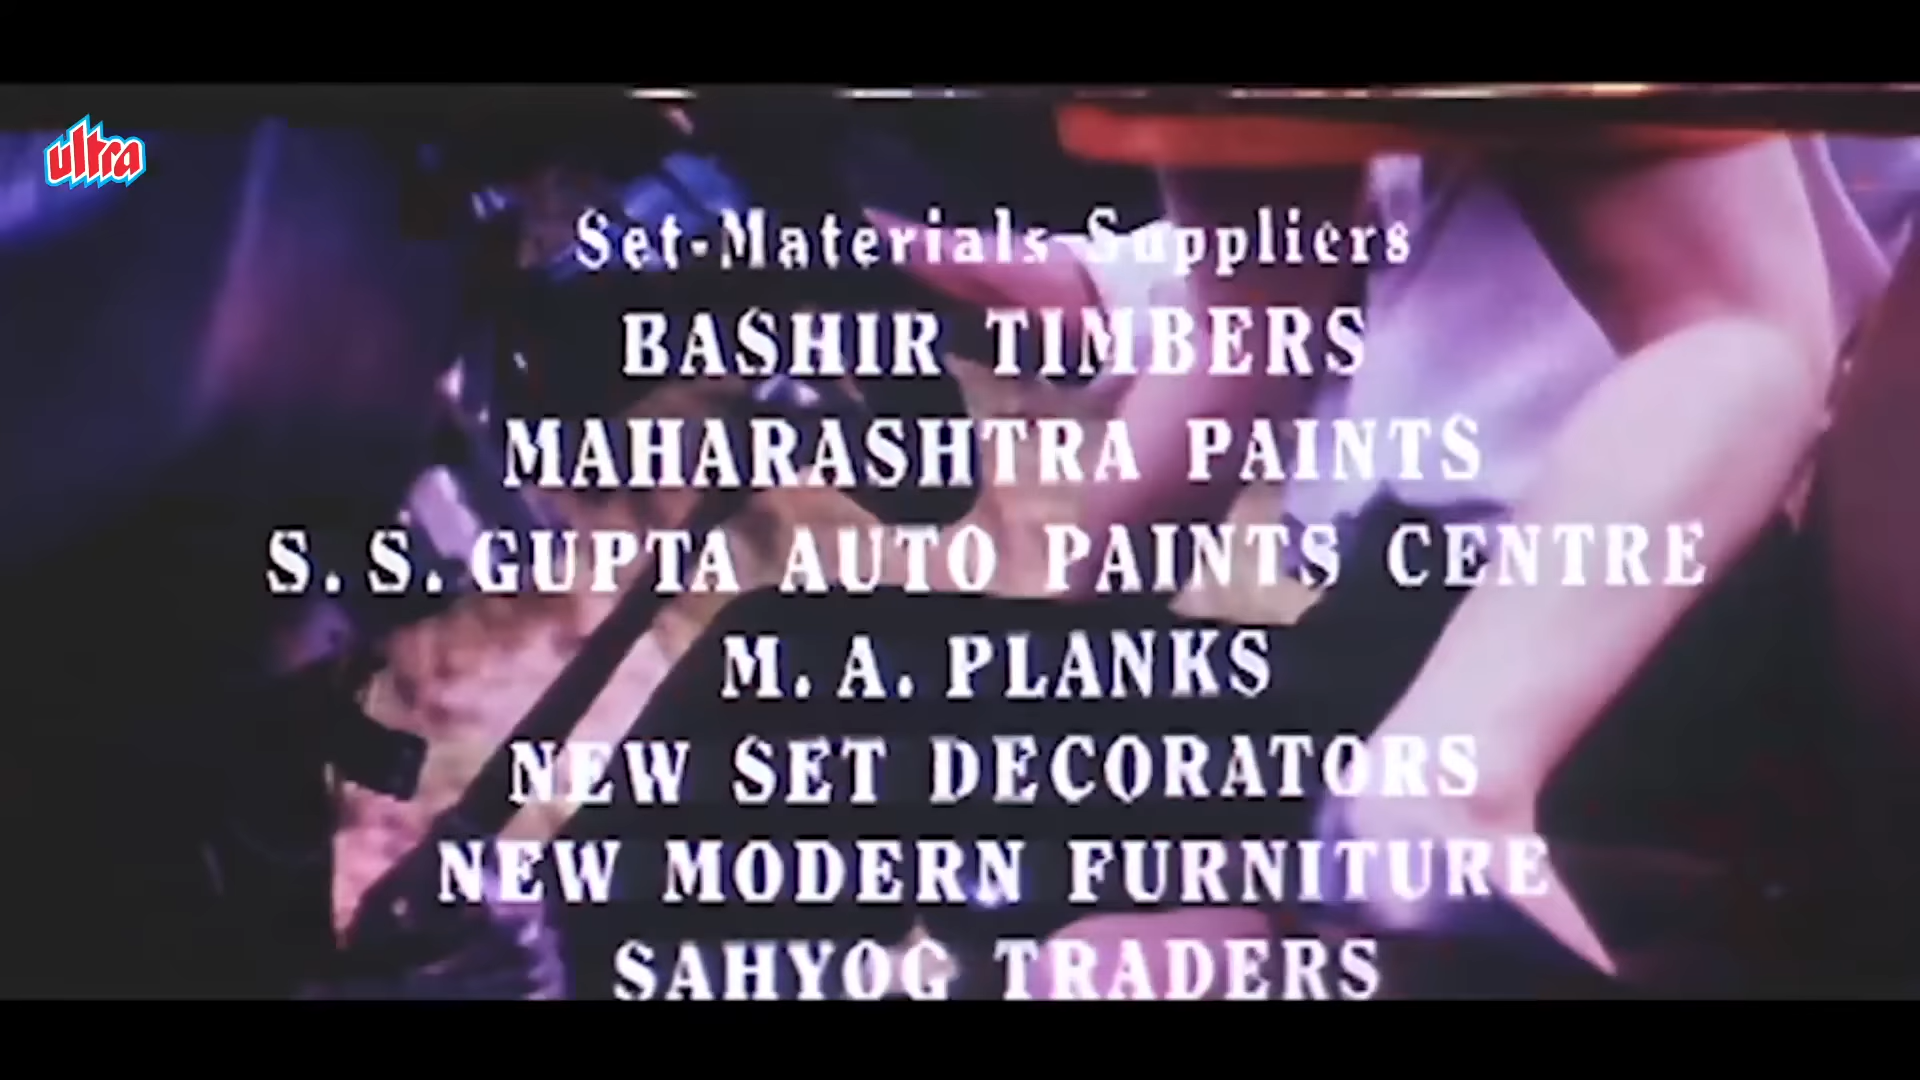 ultra
Set-Materials-Suppliers
BASHIR TIMBERS
MAHARASHTRA PAINTS
S. S. GUPTA AUTO PAINTS CENTRE
M. A. PLANKS
NEW SET DECORATORS
NEW MODERN FURNITURE
SAHYOG TRADERS